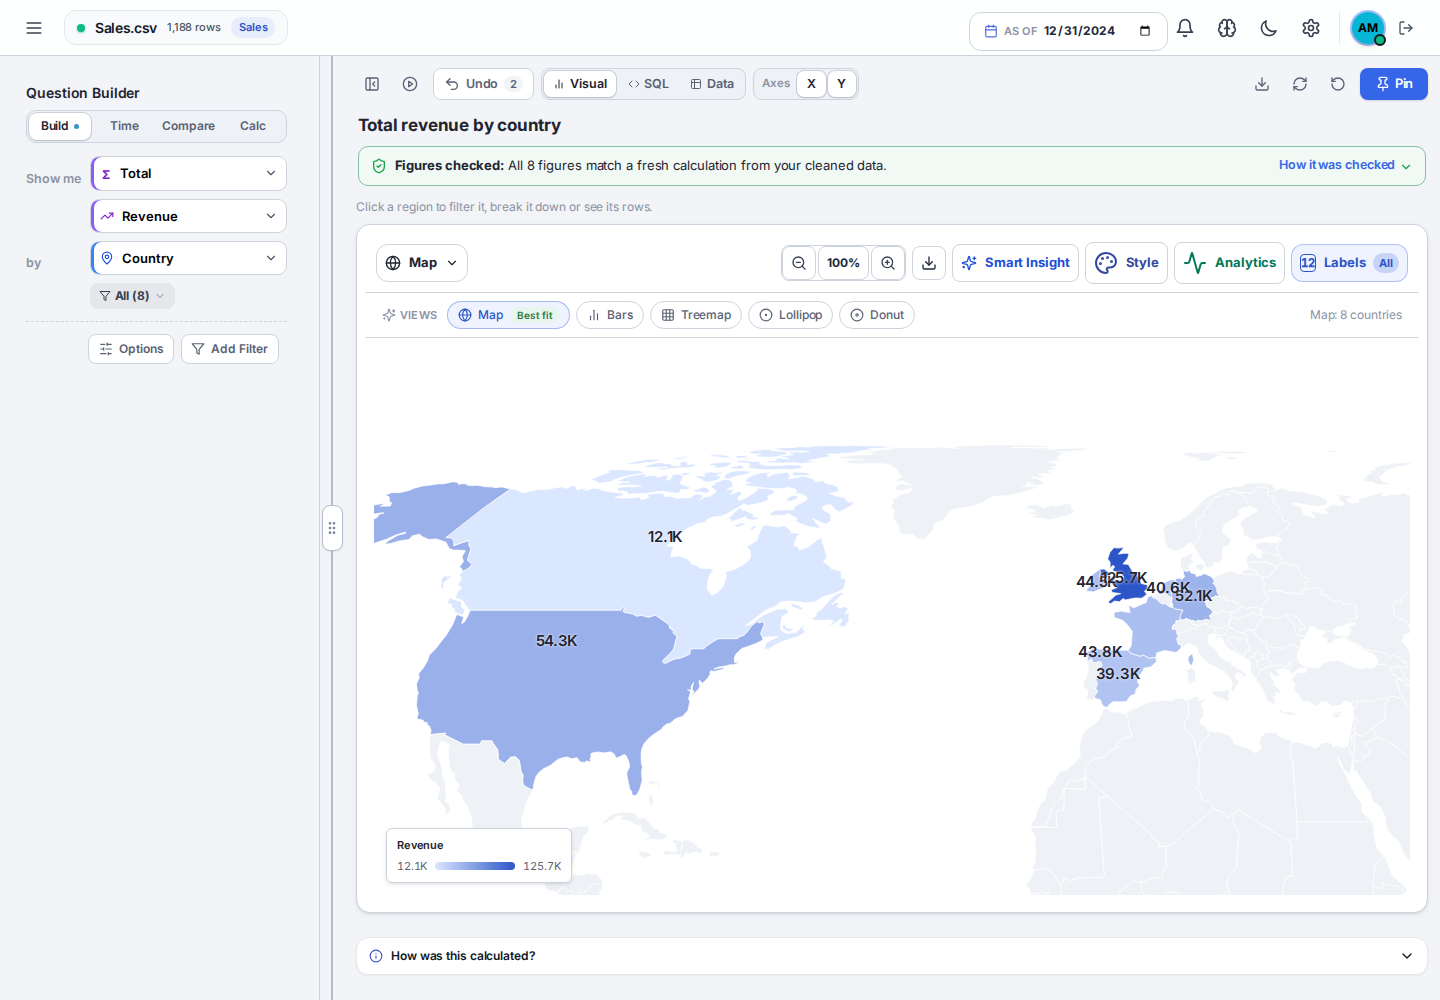 Sales.csv 1,188 rows Sales
AS OF 12/31/2024
AM
Question Builder
Build Time Compare Calc
Show me Total
Revenue
by Country
All (8)
Options Add Filter
Undo 2 Visual SQL Data Axes X Y
Pin
Total revenue by country
Figures checked: All 8 figures match a fresh calculation from your cleaned data.
How it was checked
Click a region to filter it, break it down or see its rows.
Map 100% Smart Insight Style Analytics 12 Labels All
VIEWS Map Best fit Bars Treemap Lollipop Donut Map: 8 countries
12.1K
54.3K
44.5K 125.7K 40.6K
52.1K
43.8K
39.3K
Revenue
12.1K 125.7K
How was this calculated?